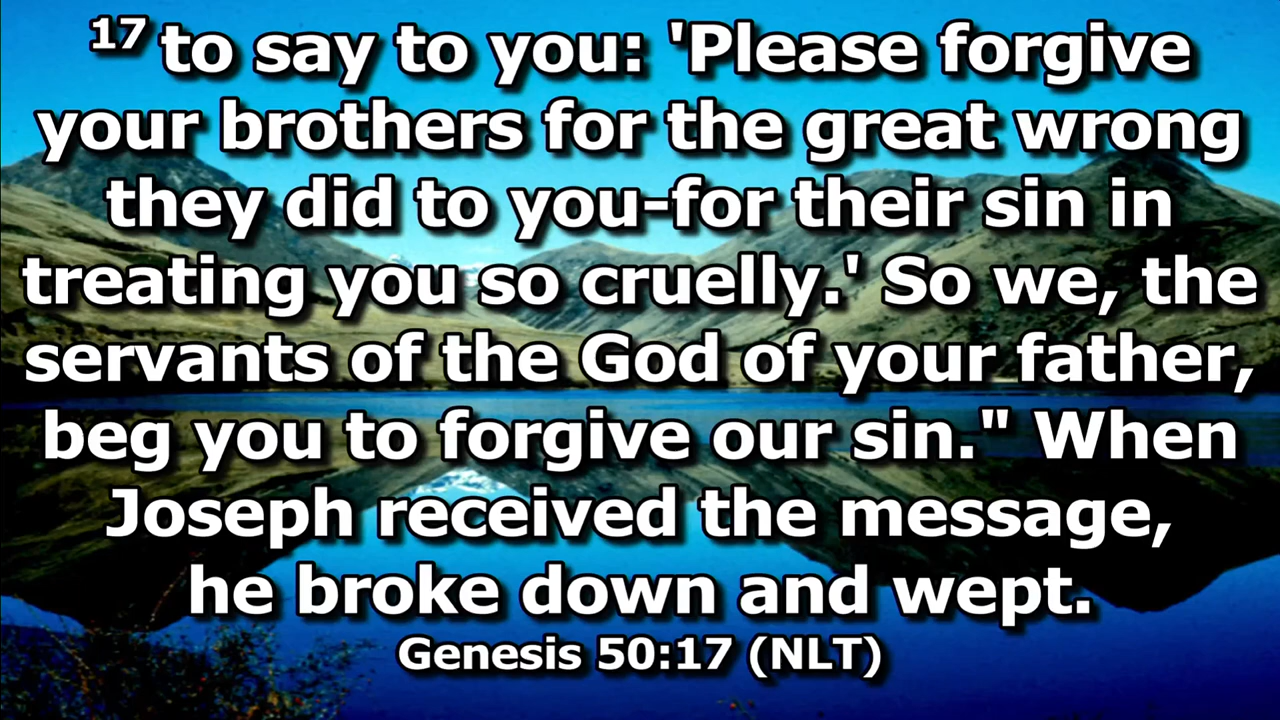 17 to say to you: 'Please forgive
your brothers for the great wrong
they did to you-for their sin in
treating you so cruelly.' So we, the
servants of the God of your father,
beg you to forgive our sin." When
Joseph received the message,
he broke down and wept.
Genesis 50:17 (NLT)